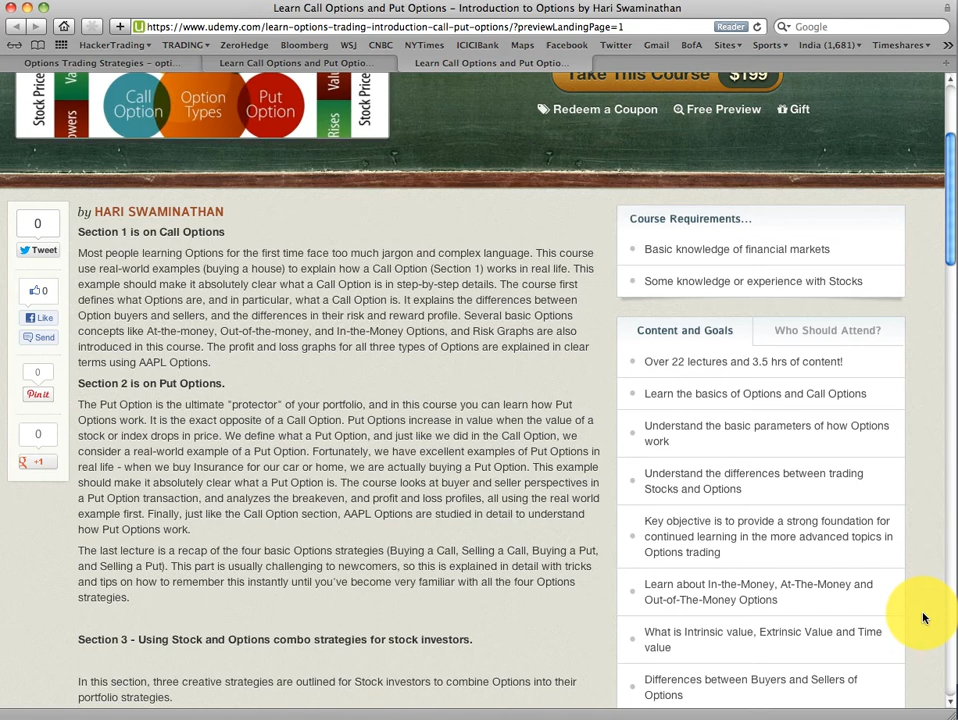 Learn Call Options and Put Options – Introduction to Options by Hari Swaminathan
https://www.udemy.com/learn-options-trading-introduction-call-put-options/?previewLandingPage=1
Reader
Google
HackerTrading
TRADING
ZeroHedge
Bloomberg
WSJ
CNBC
NYTimes
ICICIBank
Maps
Facebook
Twitter
Gmail
BofA
Sites
Sports
India (1,681)
Timeshares
Options Trading Strategies – opti...
Learn Call Options and Put Optio...
Learn Call Options and Put Optio...
Stock Price
Call Option
Option Types
Put Option
Rises
Stock Price
Take This Course $199
Redeem a Coupon
Free Preview
Gift
0
Tweet
0
Like
Send
0
Pin it
0
+1
by HARI SWAMINATHAN
Section 1 is on Call Options
Most people learning Options for the first time face too much jargon and complex language. This course
use real-world examples (buying a house) to explain how a Call Option (Section 1) works in real life. This
example should make it absolutely clear what a Call Option is in step-by-step details. The course first
defines what Options are, and in particular, what a Call Option is. It explains the differences between
Option buyers and sellers, and the differences in their risk and reward profile. Several basic Options
concepts like At-the-money, Out-of-the-money, and In-the-Money Options, and Risk Graphs are also
introduced in this course. The profit and loss graphs for all three types of Options are explained in clear
terms using AAPL Options.
Section 2 is on Put Options.
The Put Option is the ultimate "protector" of your portfolio, and in this course you can learn how Put
Options work. It is the exact opposite of a Call Option. Put Options increase in value when the value of a
stock or index drops in price. We define what a Put Option, and just like we did in the Call Option, we
consider a real-world example of a Put Option. Fortunately, we have excellent examples of Put Options in
real life - when we buy Insurance for our car or home, we are actually buying a Put Option. This example
should make it absolutely clear what a Put Option is. The course looks at buyer and seller perspectives in
a Put Option transaction, and analyzes the breakeven, and profit and loss profiles, all using the real world
example first. Finally, just like the Call Option section, AAPL Options are studied in detail to understand
how Put Options work.
The last lecture is a recap of the four basic Options strategies (Buying a Call, Selling a Call, Buying a Put,
and Selling a Put). This part is usually challenging to newcomers, so this is explained in detail with tricks
and tips on how to remember this instantly until you've become very familiar with all the four Options
strategies.
Section 3 - Using Stock and Options combo strategies for stock investors.
In this section, three creative strategies are outlined for Stock investors to combine Options into their
portfolio strategies.
Course Requirements...
Basic knowledge of financial markets
Some knowledge or experience with Stocks
Content and Goals
Who Should Attend?
Over 22 lectures and 3.5 hrs of content!
Learn the basics of Options and Call Options
Understand the basic parameters of how Options
work
Understand the differences between trading
Stocks and Options
Key objective is to provide a strong foundation for
continued learning in the more advanced topics in
Options trading
Learn about In-the-Money, At-The-Money and
Out-of-The-Money Options
What is Intrinsic value, Extrinsic Value and Time
value
Differences between Buyers and Sellers of
Options